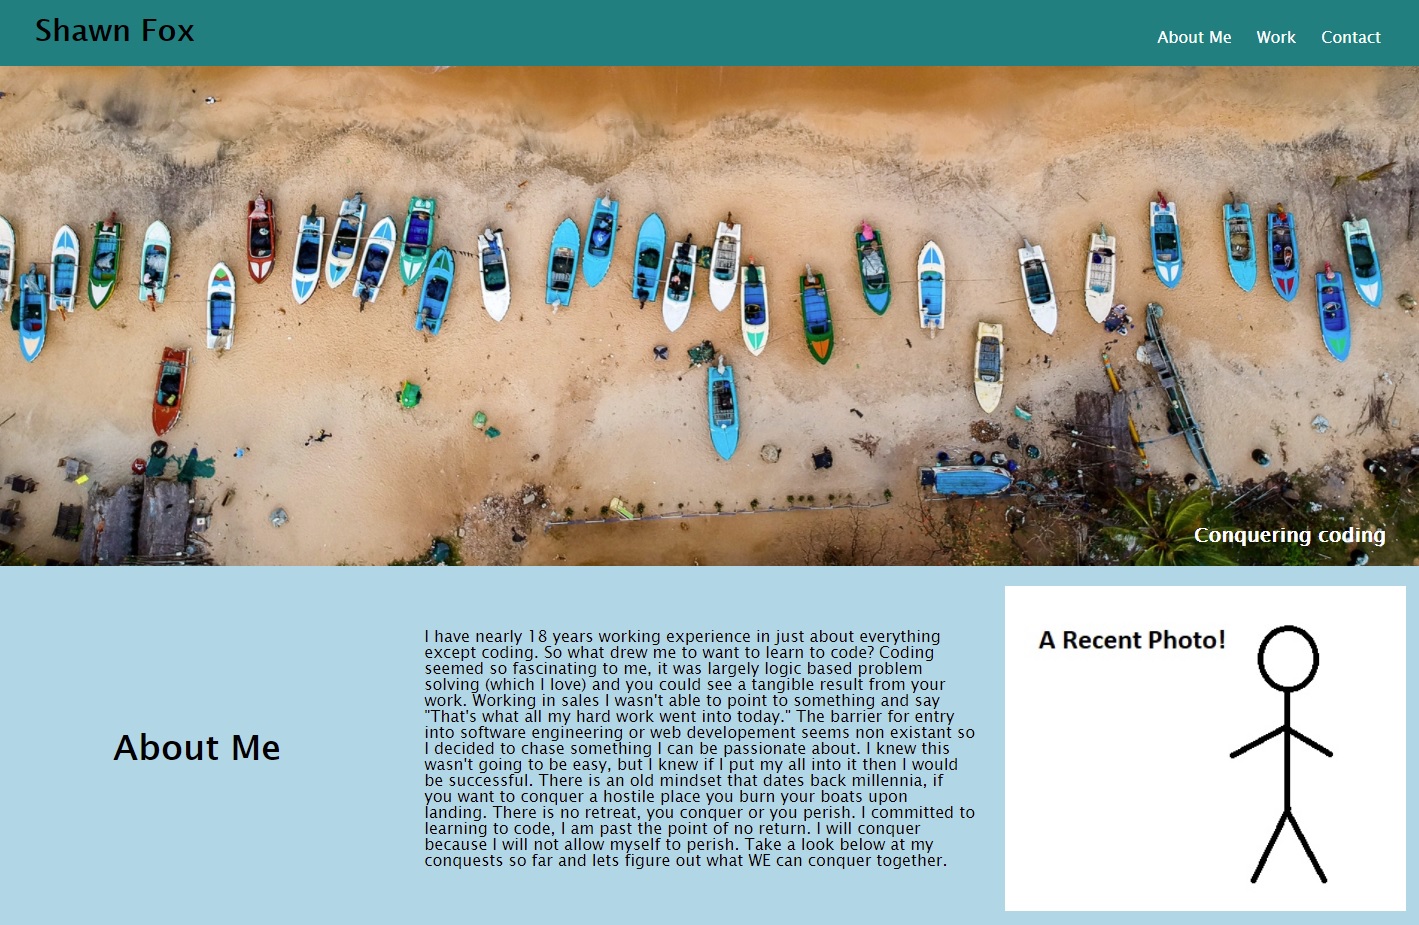 Shawn Fox
About Me Work Contact
Conquering coding
About Me
I have nearly 18 years working experience in just about everything
except coding. So what drew me to want to learn to code? Coding
seemed so fascinating to me, it was largely logic based problem
solving (which I love) and you could see a tangible result from your
work. Working in sales I wasn't able to point to something and say
"That's what all my hard work went into today." The barrier for entry
into software engineering or web developement seems non existant so
I decided to chase something I can be passionate about. I knew this
wasn't going to be easy, but I knew if I put my all into it then I would
be successful. There is an old mindset that dates back millennia, if
you want to conquer a hostile place you burn your boats upon
landing. There is no retreat, you conquer or you perish. I committed to
learning to code, I am past the point of no return. I will conquer
because I will not allow myself to perish. Take a look below at my
conquests so far and lets figure out what WE can conquer together.
A Recent Photo!